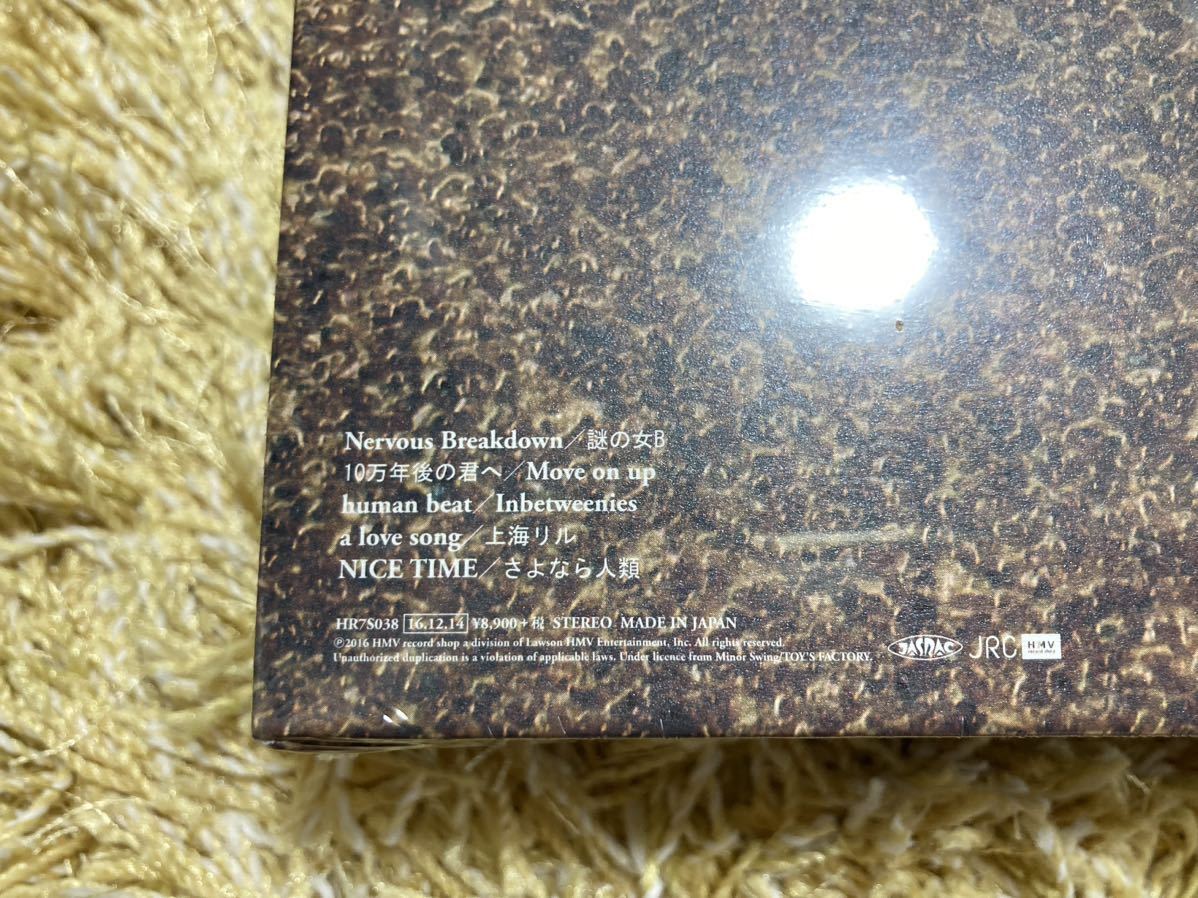 Nervous Breakdown／謎の女B
10万年後の君へ／Move on up
human beat／Inbetweenies
a love song／上海リル
NICE TIME／さよなら人類
HR7S038 16.12.14 ¥8,900+税 STEREO MADE IN JAPAN
℗2016 HMV record shop a division of Lawson HMV Entertainment, Inc. All rights reserved.
Unauthorized duplication is a violation of applicable laws. Under licence from Minor Swing/TOY'S FACTORY.
JASRAC JRC HMV record shop